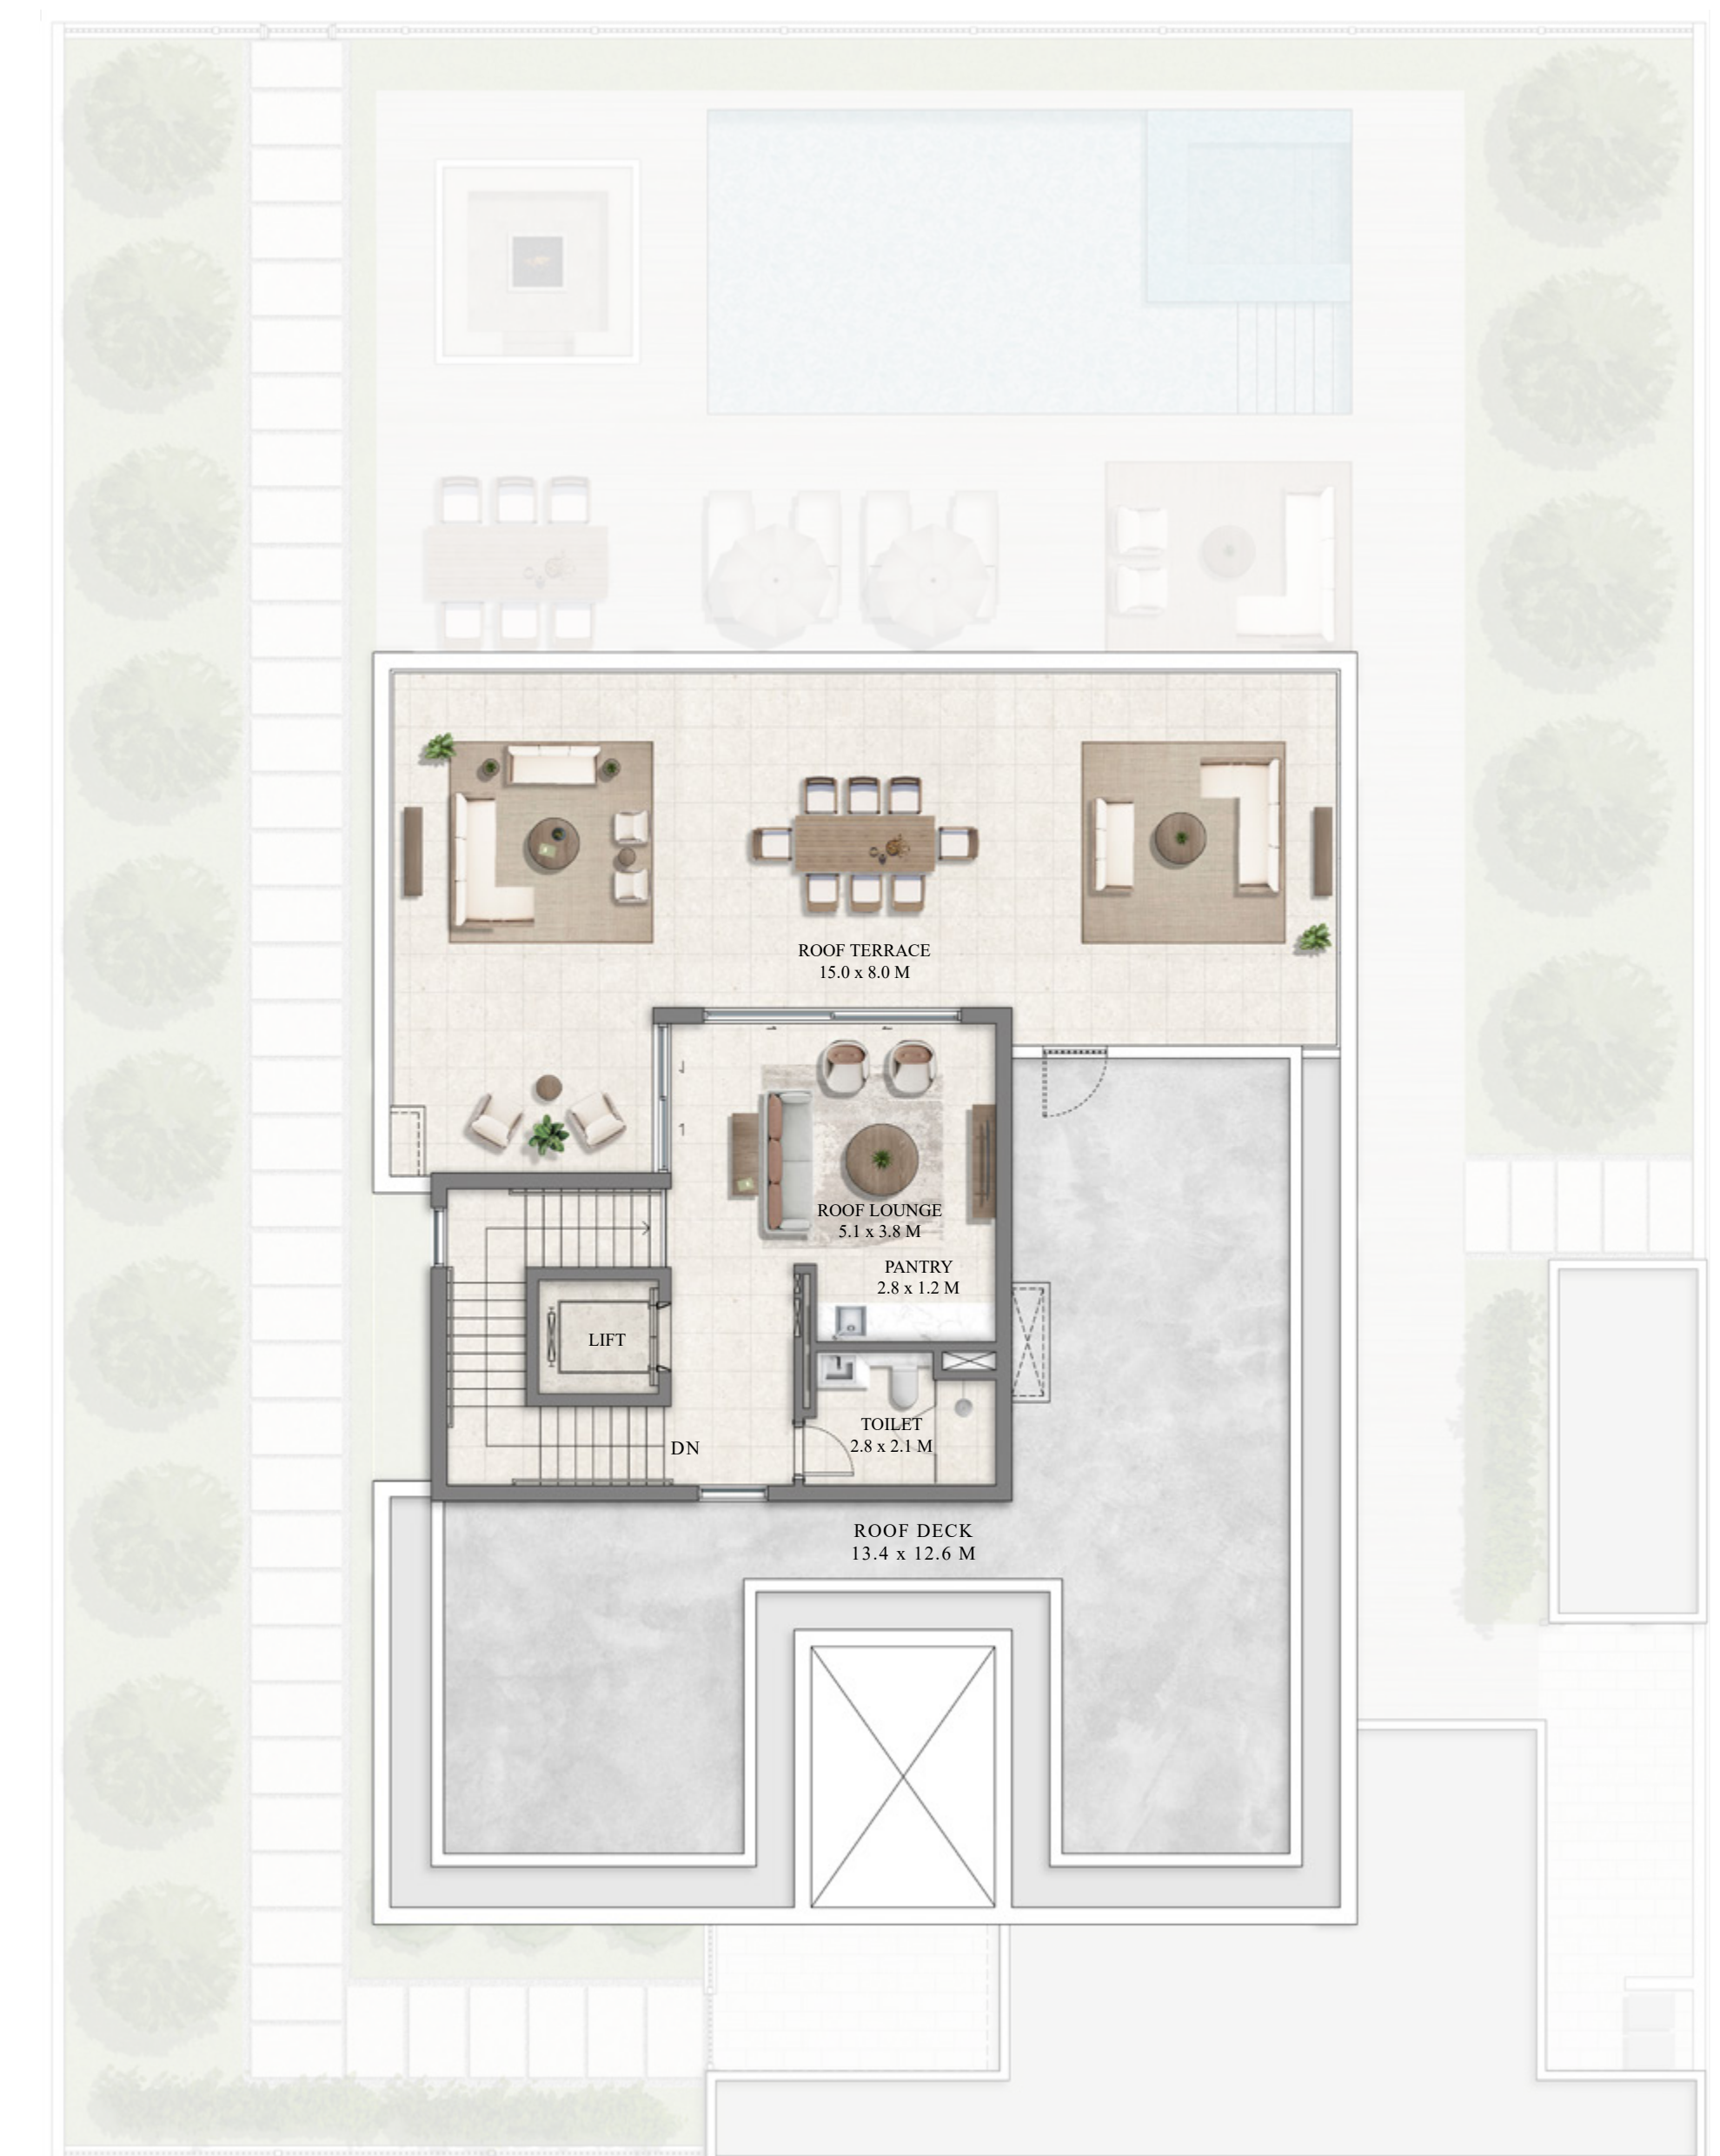 ROOF TERRACE
15.0 x 8.0 M
ROOF LOUNGE
5.1 x 3.8 M
PANTRY
2.8 x 1.2 M
LIFT
TOILET
2.8 x 2.1 M
DN
ROOF DECK
13.4 x 12.6 M